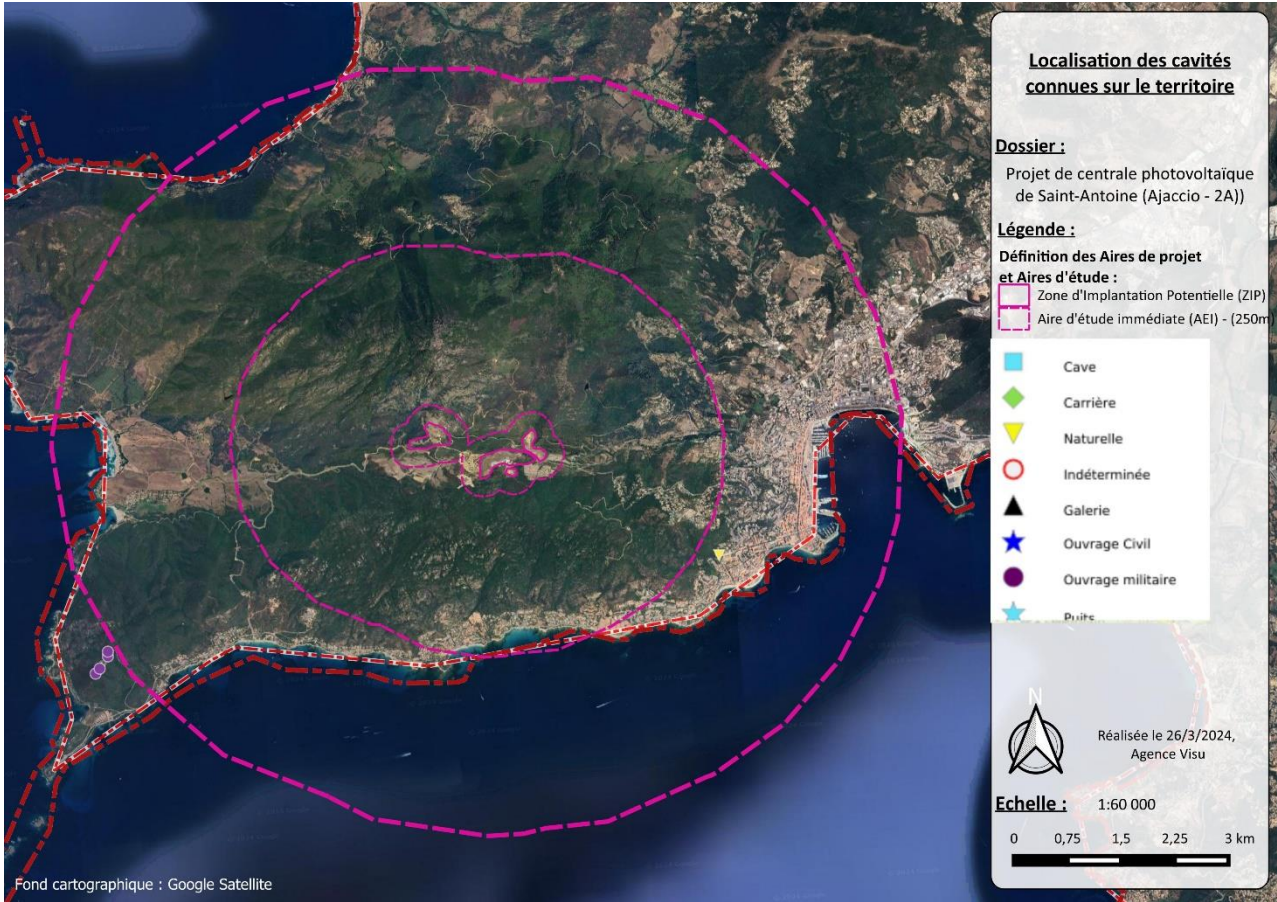 Localisation des cavités
connues sur le territoire
Dossier :
Projet de centrale photovoltaïque
de Saint-Antoine (Ajaccio - 2A))
Légende :
Définition des Aires de projet
et Aires d'étude :
Zone d'Implantation Potentielle (ZIP)
Aire d'étude immédiate (AEI) - (250m)
Cave
Carrière
Naturelle
Indéterminée
Galerie
Ouvrage Civil
Ouvrage militaire
Puits
N
Réalisée le 26/3/2024,
Agence Visu
Echelle : 1:60 000
0 0,75 1,5 2,25 3 km
Fond cartographique : Google Satellite